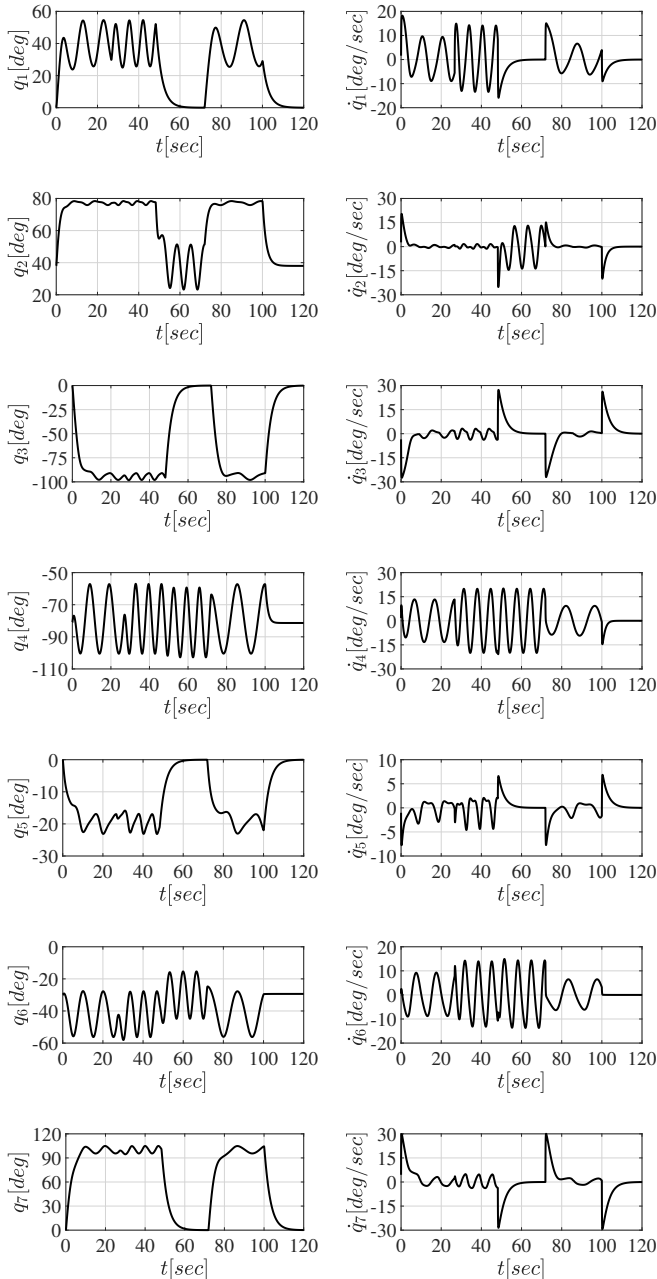 60
40
20
0
q1[deg]
0 20 40 60 80 100 120
t[sec]
20
10
0
-10
-20
q̇1[deg/sec]
0 20 40 60 80 100 120
t[sec]
80
60
40
20
q2[deg]
0 20 40 60 80 100 120
t[sec]
30
15
0
-15
-30
q̇2[deg/sec]
0 20 40 60 80 100 120
t[sec]
0
-25
-50
-75
-100
q3[deg]
0 20 40 60 80 100 120
t[sec]
30
15
0
-15
-30
q̇3[deg/sec]
0 20 40 60 80 100 120
t[sec]
-50
-70
-90
-110
q4[deg]
0 20 40 60 80 100 120
t[sec]
30
15
0
-15
-30
q̇4[deg/sec]
0 20 40 60 80 100 120
t[sec]
0
-10
-20
-30
q5[deg]
0 20 40 60 80 100 120
t[sec]
10
5
0
-5
-10
q̇5[deg/sec]
0 20 40 60 80 100 120
t[sec]
0
-20
-40
-60
q6[deg]
0 20 40 60 80 100 120
t[sec]
20
10
0
-10
-20
q̇6[deg/sec]
0 20 40 60 80 100 120
t[sec]
120
90
60
30
0
q7[deg]
0 20 40 60 80 100 120
t[sec]
30
15
0
-15
-30
q̇7[deg/sec]
0 20 40 60 80 100 120
t[sec]